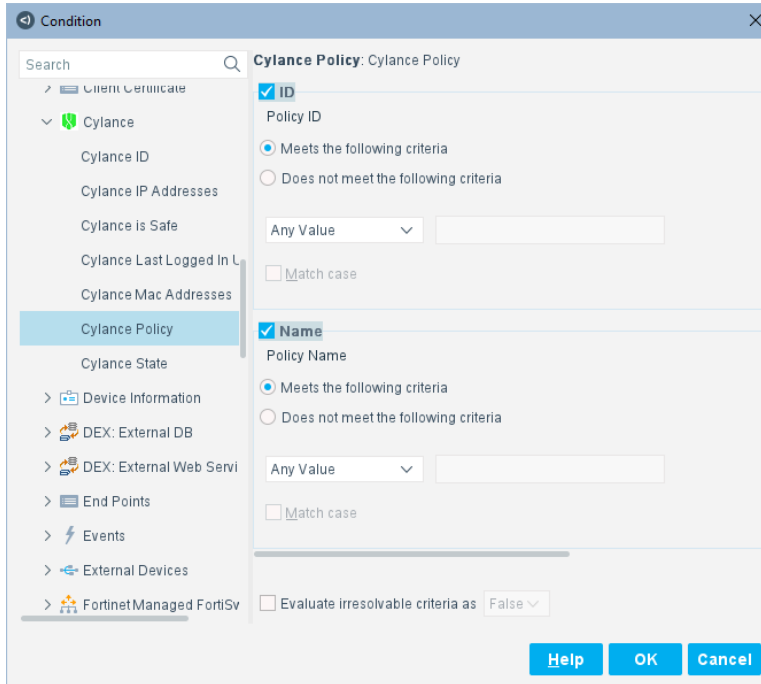 Condition
Search
Client Certificate
Cylance
Cylance ID
Cylance IP Addresses
Cylance is Safe
Cylance Last Logged In U
Cylance Mac Addresses
Cylance Policy
Cylance State
Device Information
DEX: External DB
DEX: External Web Servi
End Points
Events
External Devices
Fortinet Managed FortiSv
Cylance Policy: Cylance Policy
ID
Policy ID
Meets the following criteria
Does not meet the following criteria
Any Value
Match case
Name
Policy Name
Meets the following criteria
Does not meet the following criteria
Any Value
Match case
Evaluate irresolvable criteria as False
Help OK Cancel